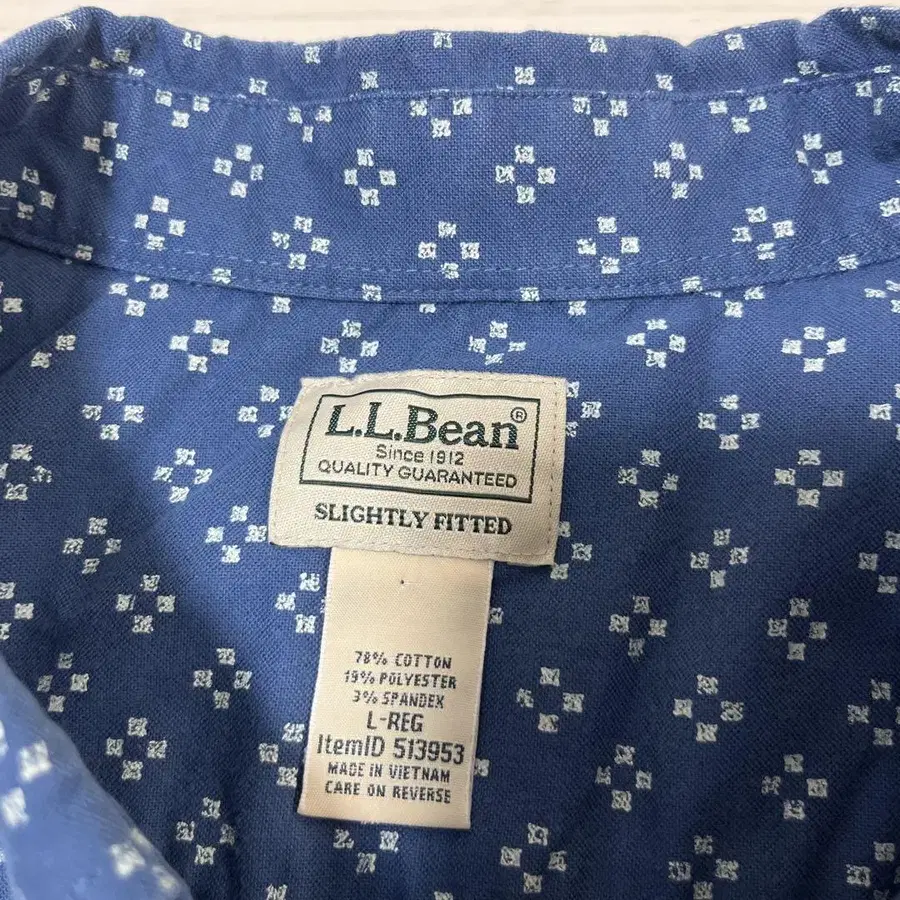 L.L.Bean®
Since 1912
QUALITY GUARANTEED
SLIGHTLY FITTED
78% COTTON
19% POLYESTER
3% SPANDEX
L-REG
ItemID 513953
MADE IN VIETNAM
CARE ON REVERSE